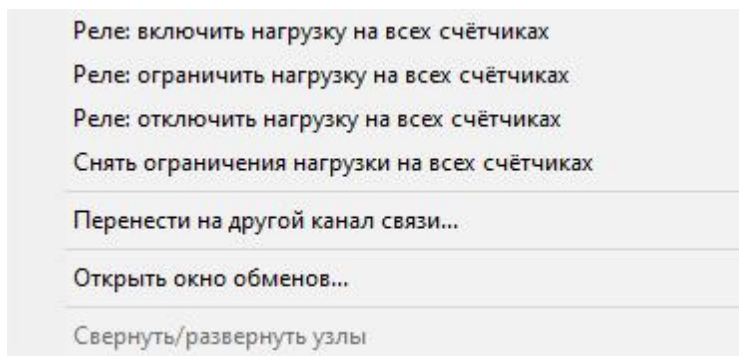 Реле: включить нагрузку на всех счётчиках
Реле: ограничить нагрузку на всех счётчиках
Реле: отключить нагрузку на всех счётчиках
Снять ограничения нагрузки на всех счётчиках
Перенести на другой канал связи...
Открыть окно обменов...
Свернуть/развернуть узлы